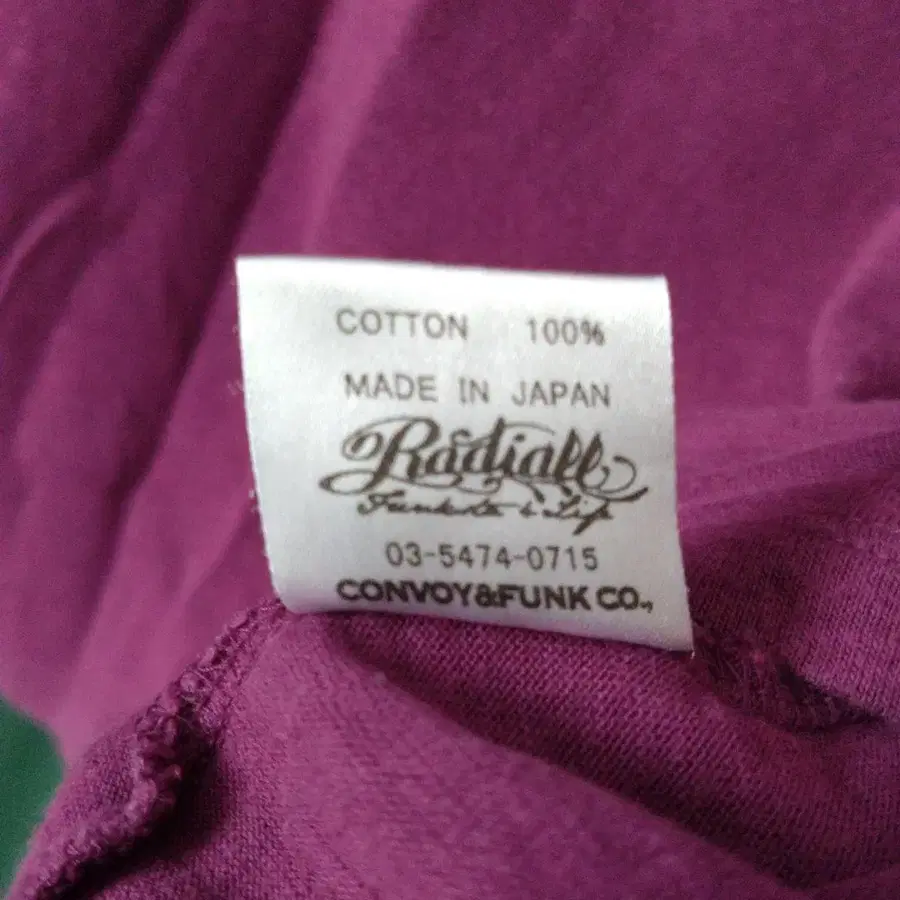 COTTON 100%
MADE IN JAPAN
Radiall
03-5474-0715
CONVOY&FUNK CO.,